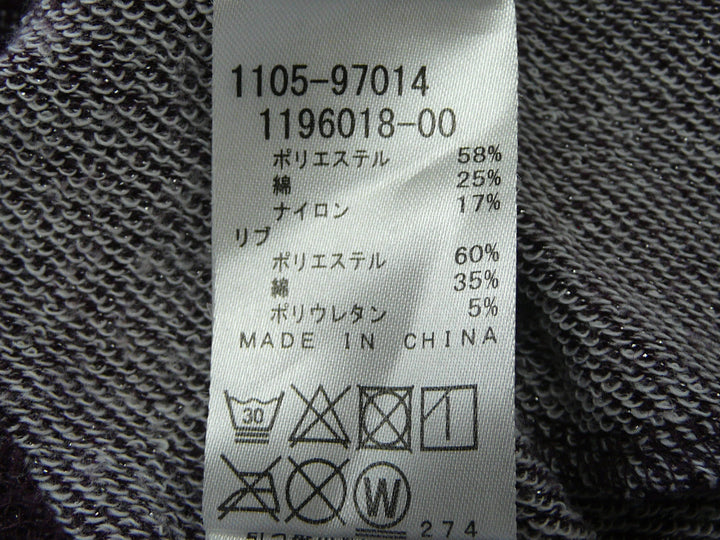 1105-97014
1196018-00
ポリエステル 58%
綿 25%
ナイロン 17%
リブ
ポリエステル 60%
綿 35%
ポリウレタン 5%
MADE IN CHINA
30
W
274